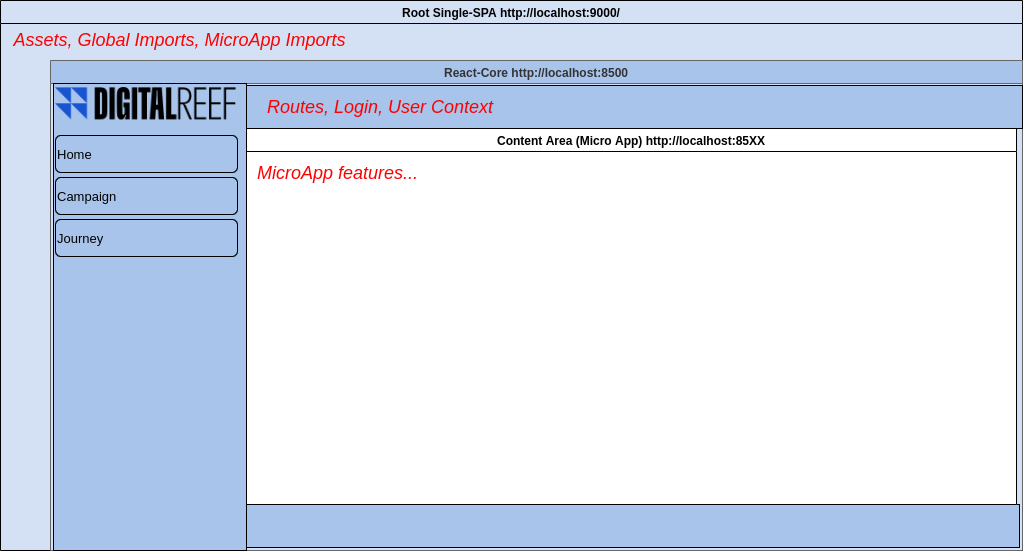 Root Single-SPA http://localhost:9000/
Assets, Global Imports, MicroApp Imports
React-Core http://localhost:8500
DIGITALREEF
Routes, Login, User Context
Content Area (Micro App) http://localhost:85XX
Home
MicroApp features...
Campaign
Journey